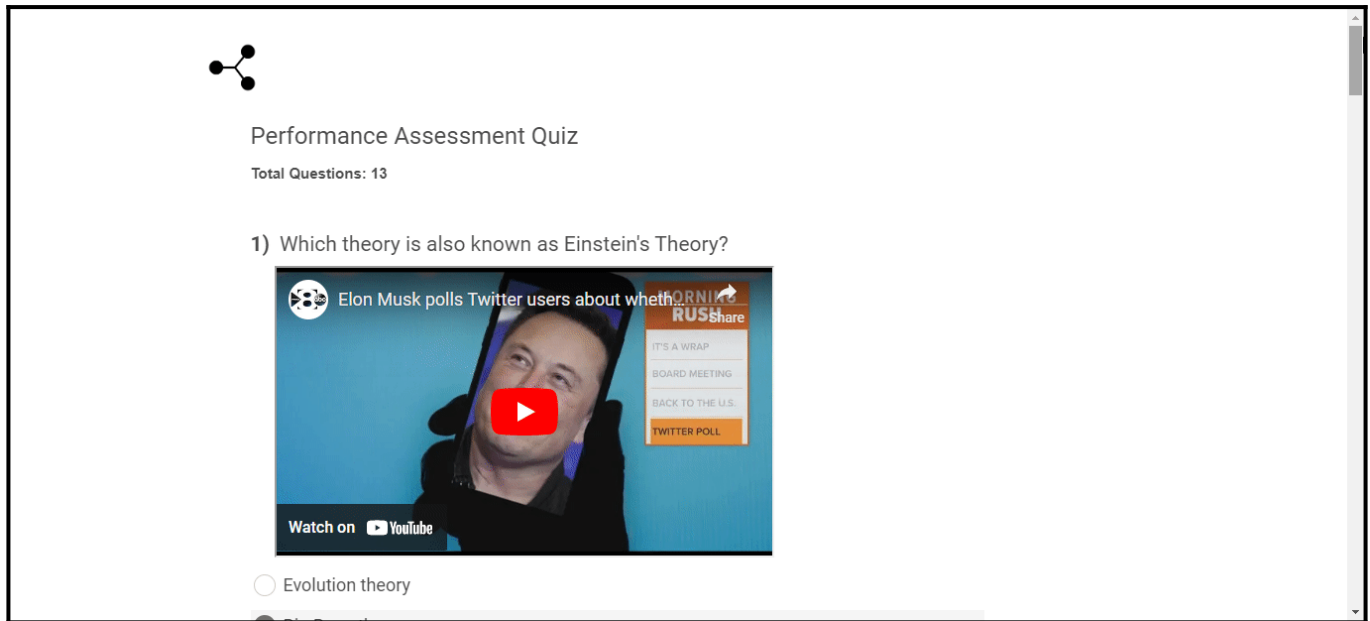 Performance Assessment Quiz
Total Questions: 13
1) Which theory is also known as Einstein's Theory?
8 abc
Elon Musk polls Twitter users about wheth...
MORNING
RUSH
Share
IT'S A WRAP
BOARD MEETING
BACK TO THE U.S.
TWITTER POLL
Watch on YouTube
Evolution theory